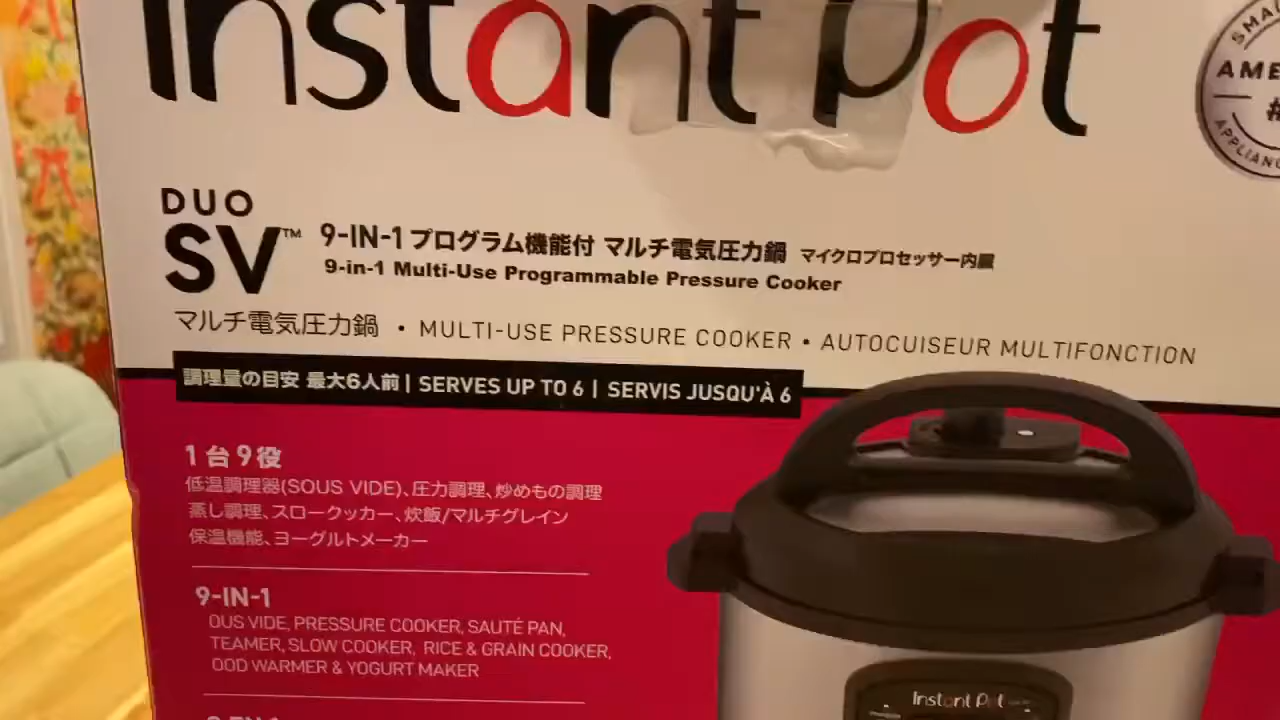 Instant Pot
SMA
AME
#
APPLIANC
DUO
SV™
9-IN-1 プログラム機能付 マルチ電気圧力鍋 マイクロプロセッサー内蔵
9-in-1 Multi-Use Programmable Pressure Cooker
マルチ電気圧力鍋 • MULTI-USE PRESSURE COOKER • AUTOCUISEUR MULTIFONCTION
調理量の目安 最大6人前 | SERVES UP TO 6 | SERVIS JUSQU'À 6
1台9役
低温調理器(SOUS VIDE)、圧力調理、炒めもの調理
蒸し調理、スロークッカー、炊飯/マルチグレイン
保温機能、ヨーグルトメーカー
9-IN-1
OUS VIDE, PRESSURE COOKER, SAUTÉ PAN,
TEAMER, SLOW COOKER, RICE & GRAIN COOKER,
OOD WARMER & YOGURT MAKER
Instant Pot